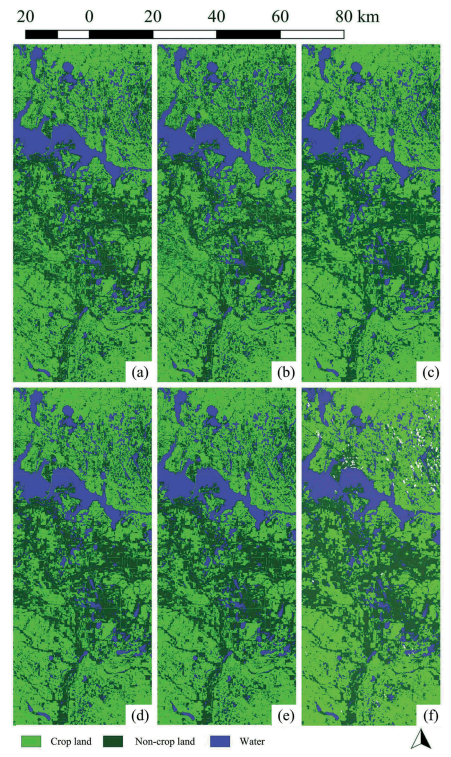 20 0 20 40 60 80 km
(a) (b) (c)
(d) (e) (f)
Crop land Non-crop land Water